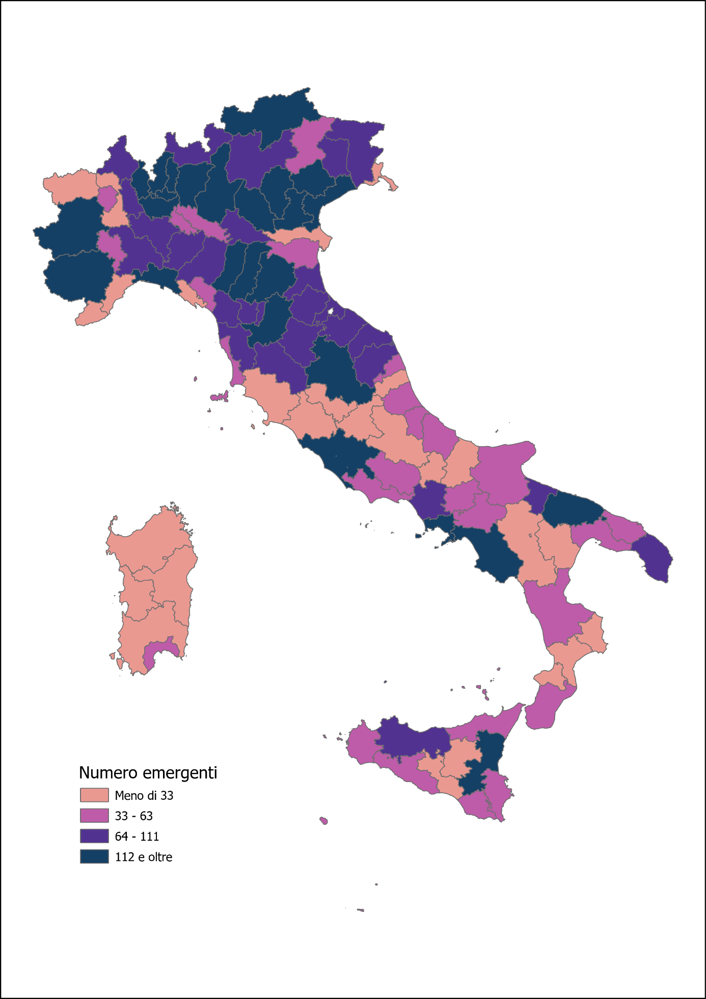 Numero emergenti
Meno di 33
33 - 63
64 - 111
112 e oltre